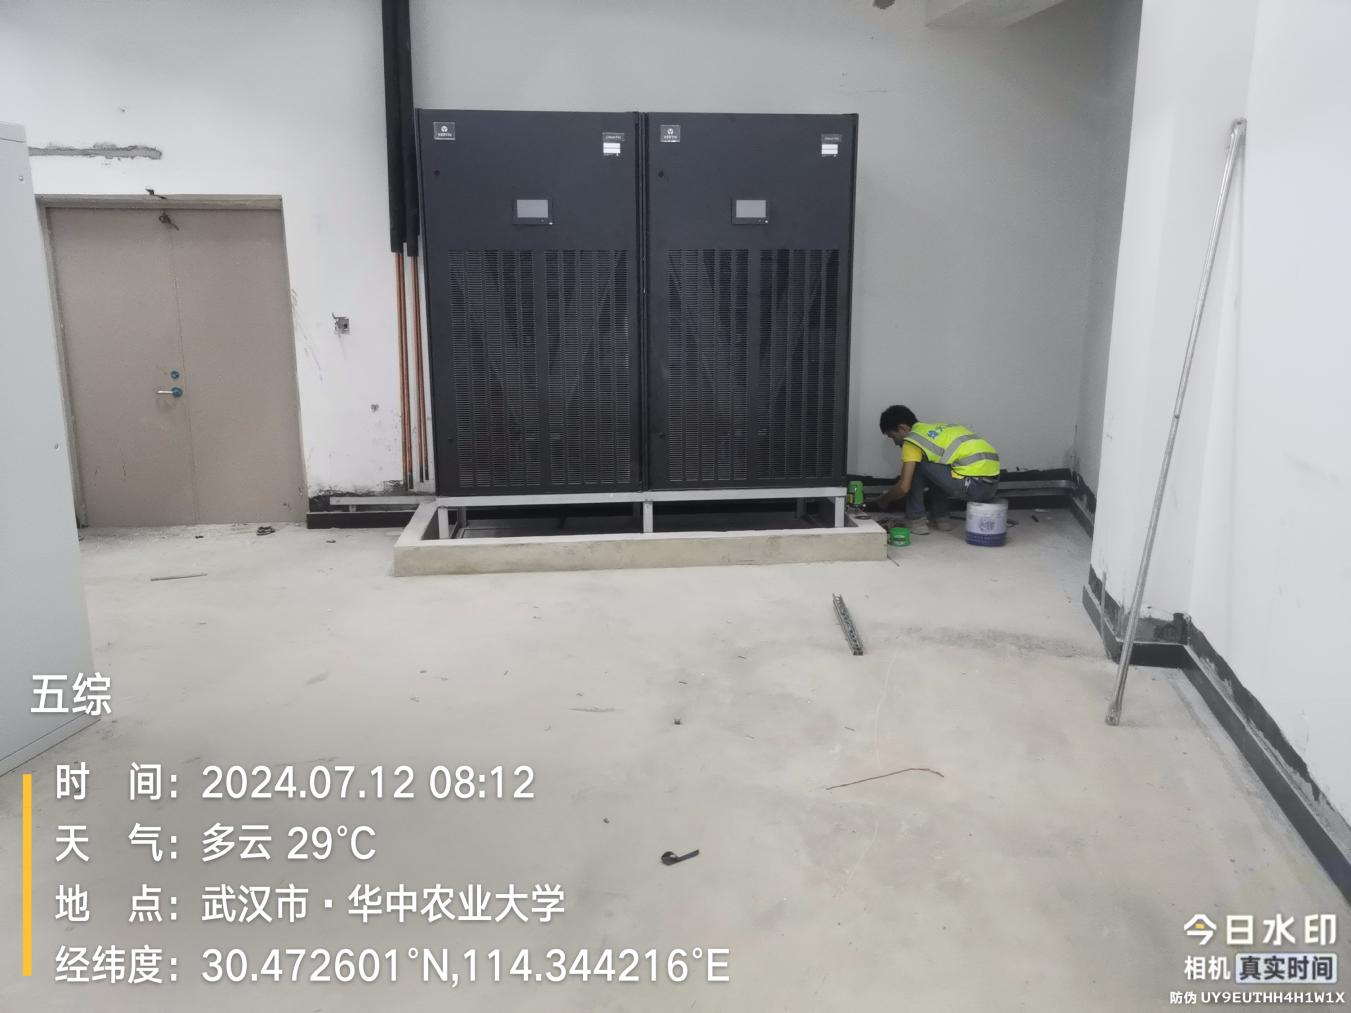 VERTIV
VERTIV
五综
时 间：2024.07.12 08:12
天 气：多云 29°C
地 点：武汉市·华中农业大学
经纬度：30.472601°N,114.344216°E
今日水印
相机 真实时间
防伪 UY9EUTHH4H1W1X